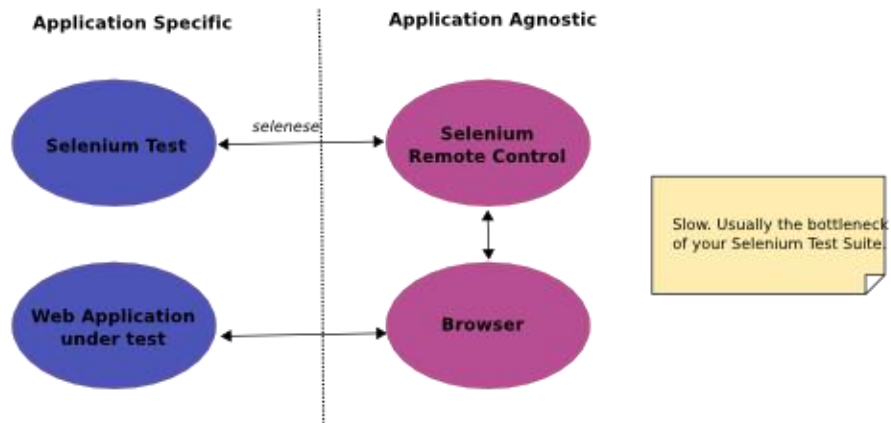 Application Specific
Application Agnostic
Selenium Test
selenese
Selenium
Remote Control
Slow. Usually the bottleneck
of your Selenium Test Suite.
Web Application
under test
Browser